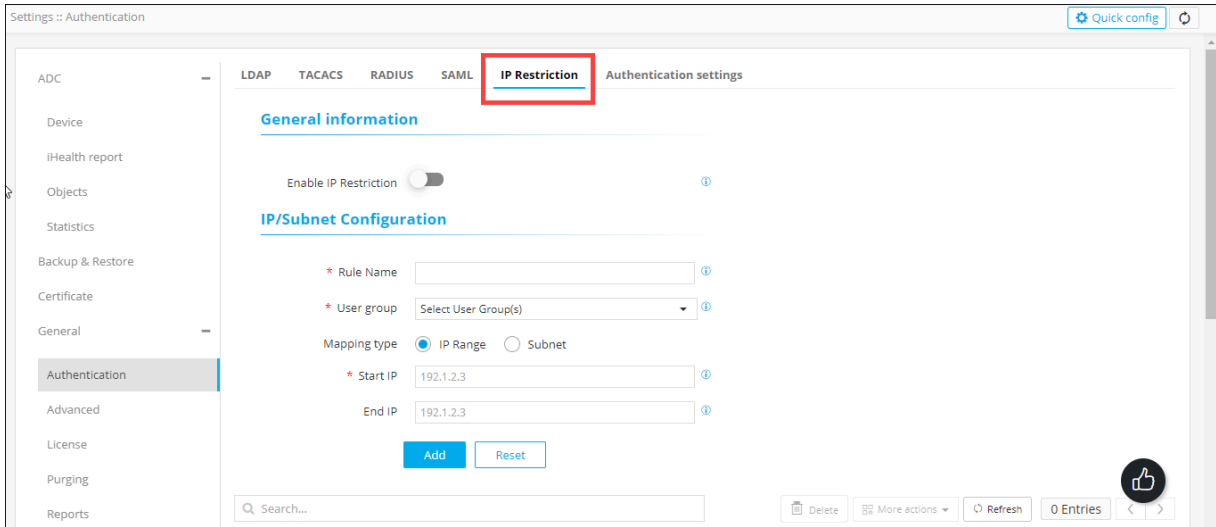 Settings :: Authentication
Quick config
ADC
LDAP TACACS RADIUS SAML IP Restriction Authentication settings
General information
Device
iHealth report
Enable IP Restriction
Objects
IP/Subnet Configuration
Statistics
Backup & Restore
* Rule Name
Certificate
* User group Select User Group(s)
General
Mapping type IP Range Subnet
Authentication
* Start IP 192.1.2.3
Advanced
End IP 192.1.2.3
License
Add Reset
Purging
Reports
Search...
Delete More actions Refresh 0 Entries